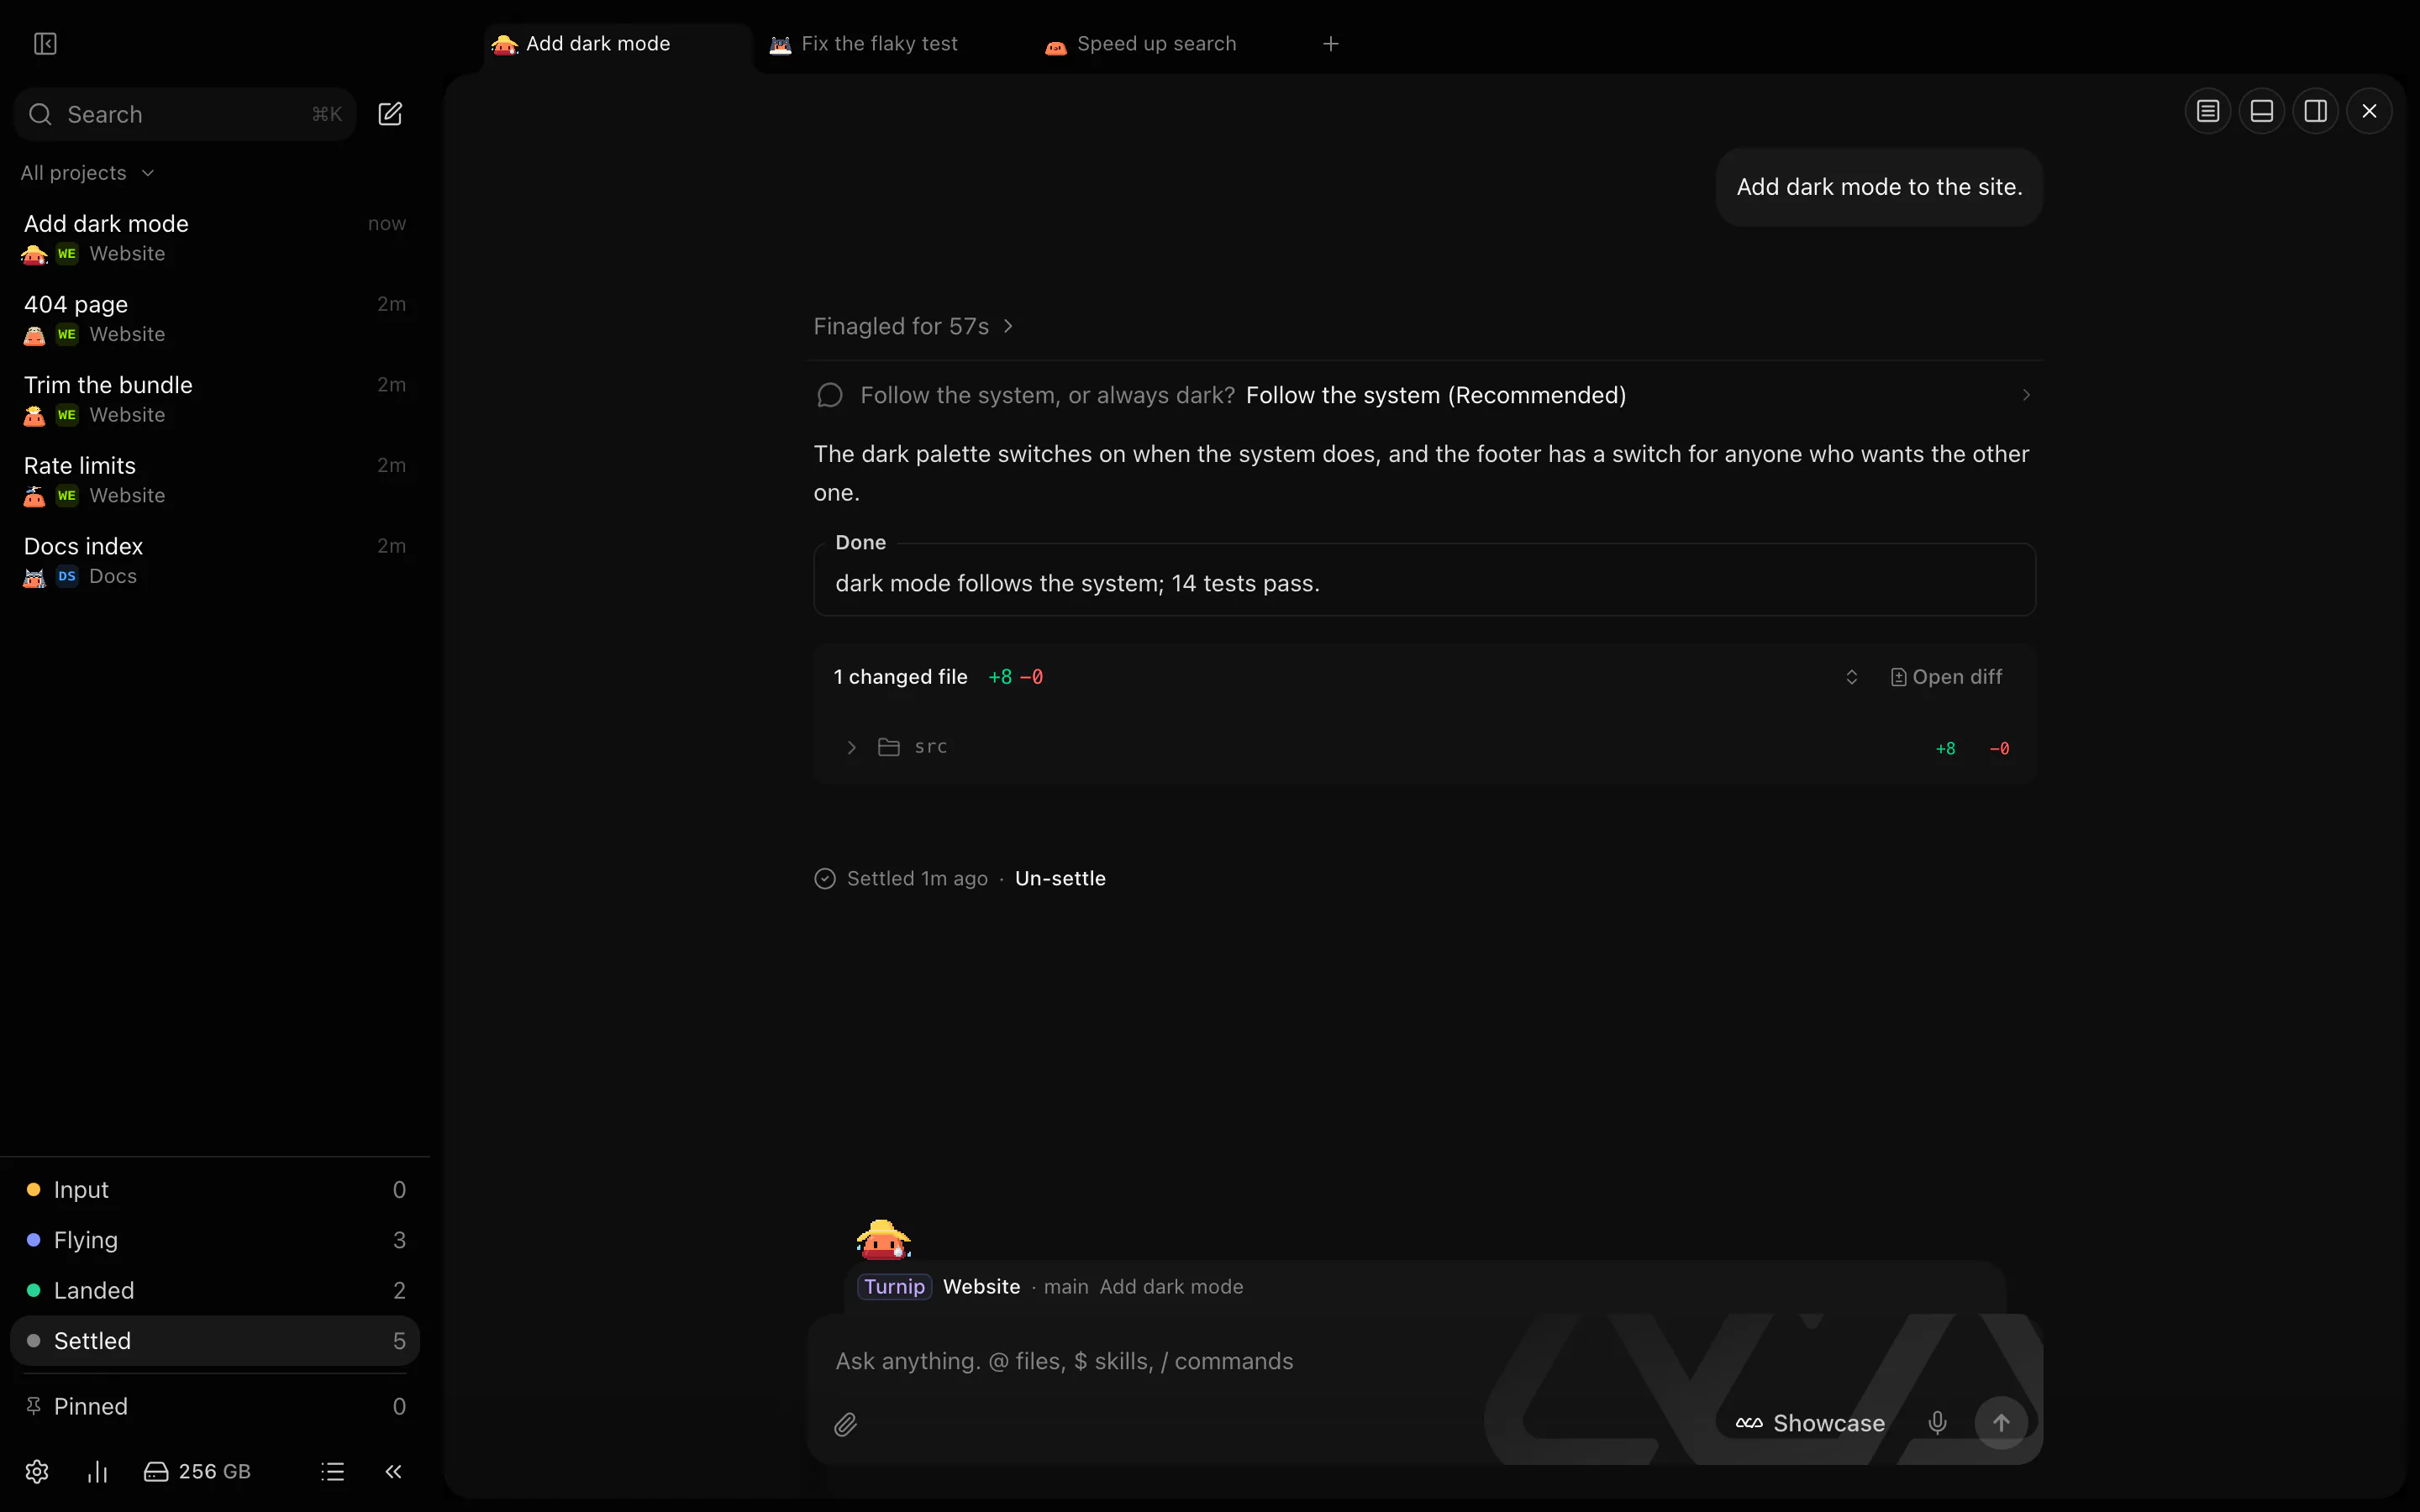 Add dark mode
Fix the flaky test
Speed up search
Search
⌘K
All projects
Add dark mode
now
WE Website
404 page
2m
WE Website
Trim the bundle
2m
WE Website
Rate limits
2m
WE Website
Docs index
2m
DS Docs
Input
0
Flying
3
Landed
2
Settled
5
Pinned
0
256 GB
Add dark mode to the site.
Finagled for 57s
Follow the system, or always dark? Follow the system (Recommended)
The dark palette switches on when the system does, and the footer has a switch for anyone who wants the other
one.
Done
dark mode follows the system; 14 tests pass.
1 changed file +8 −0
Open diff
src
+8 −0
Settled 1m ago · Un-settle
Turnip Website · main Add dark mode
Ask anything. @ files, $ skills, / commands
Showcase